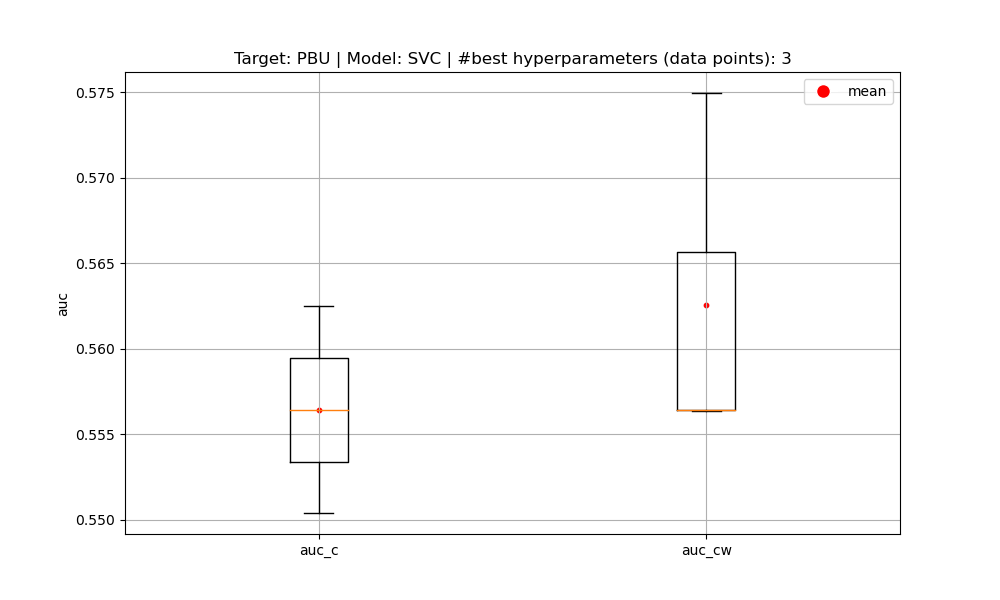 Target: PBU | Model: SVC | #best hyperparameters (data points): 3
mean
0.575
0.570
0.565
0.560
0.555
0.550
auc
auc_c
auc_cw